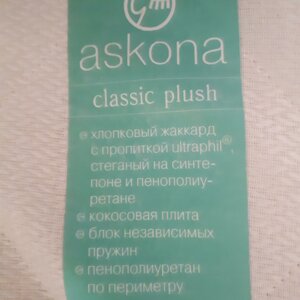 askona
classic plush
хлопковый жаккард
с пропиткой ultraphil®,
стеганый на синте-
поне и пенополиу-
ретане
кокосовая плита
блок независимых
пружин
пенополиуретан
по периметру